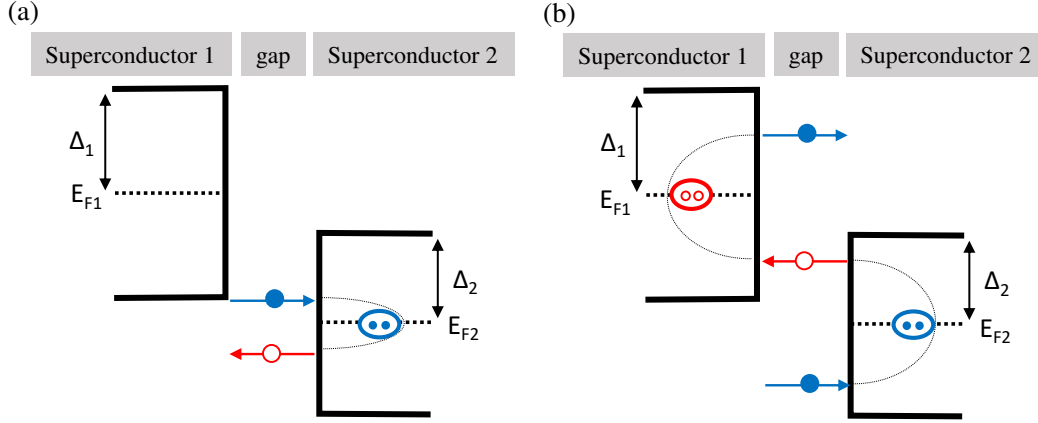 (a)
Superconductor 1 gap Superconductor 2
Δ1
EF1
Δ2
EF2
(b)
Superconductor 1 gap Superconductor 2
Δ1
EF1
Δ2
EF2